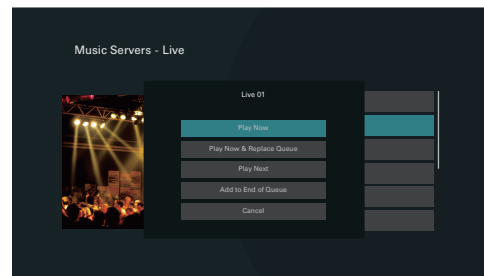 Music Servers - Live
Live 01
Play Now
Play Now & Replace Queue
Play Next
Add to End of Queue
Cancel